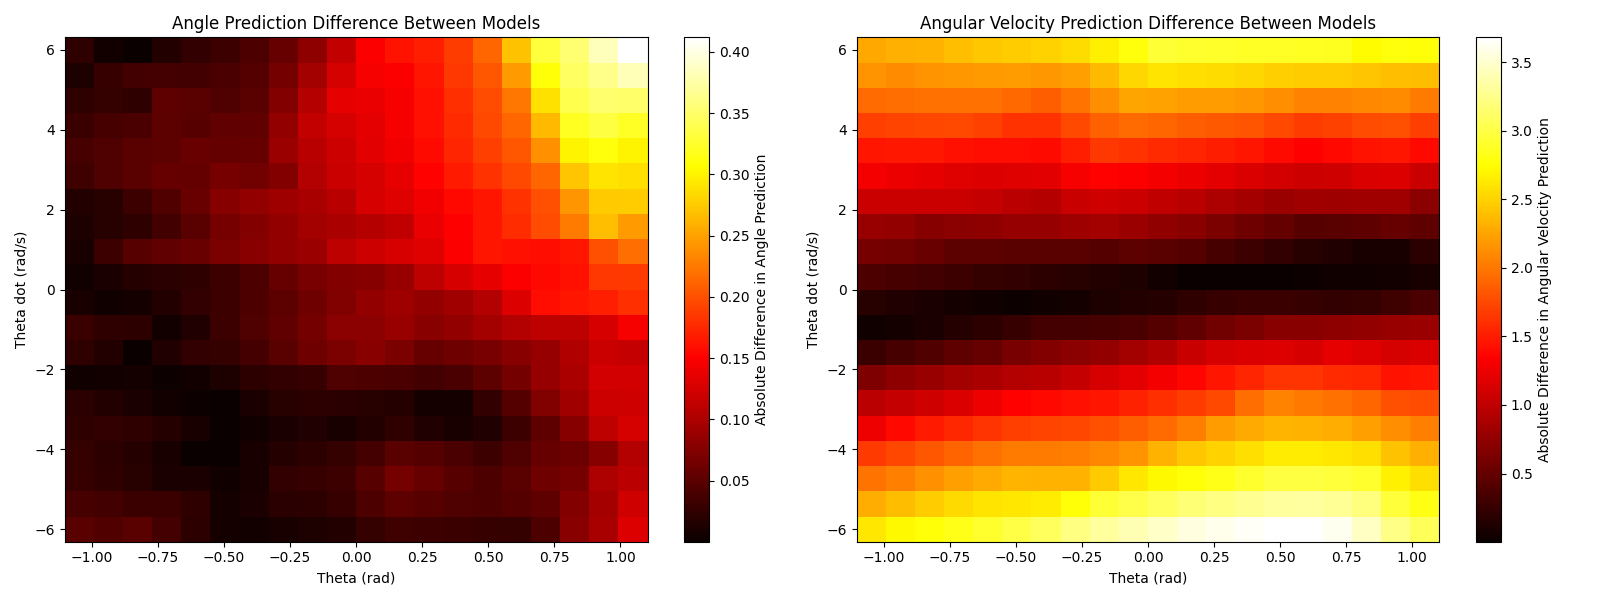 Angle Prediction Difference Between Models
6
4
2
0
−2
−4
−6
Theta dot (rad/s)
−1.00 −0.75 −0.50 −0.25 0.00 0.25 0.50 0.75 1.00
Theta (rad)
0.40
0.35
0.30
0.25
0.20
0.15
0.10
0.05
Absolute Difference in Angle Prediction
Angular Velocity Prediction Difference Between Models
6
4
2
0
−2
−4
−6
Theta dot (rad/s)
−1.00 −0.75 −0.50 −0.25 0.00 0.25 0.50 0.75 1.00
Theta (rad)
3.5
3.0
2.5
2.0
1.5
1.0
0.5
Absolute Difference in Angular Velocity Prediction